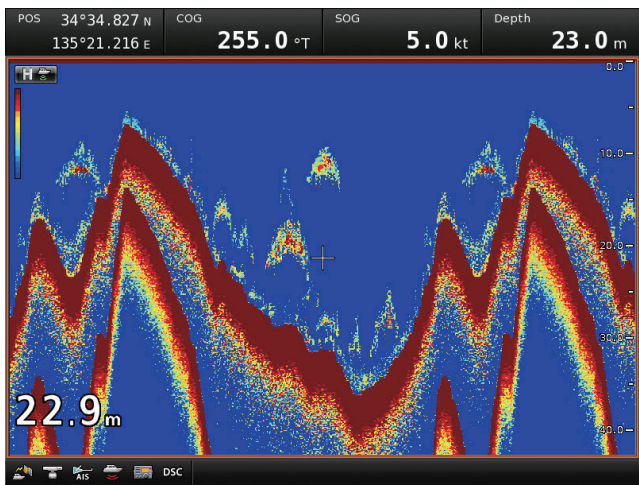 POS 34°34.827 N
135°21.216 E
COG
255.0 °T
SOG
5.0 kt
Depth
23.0 m
H
0.0
10.0
20.0
30.0
40.0
22.9m
AIS
DSC